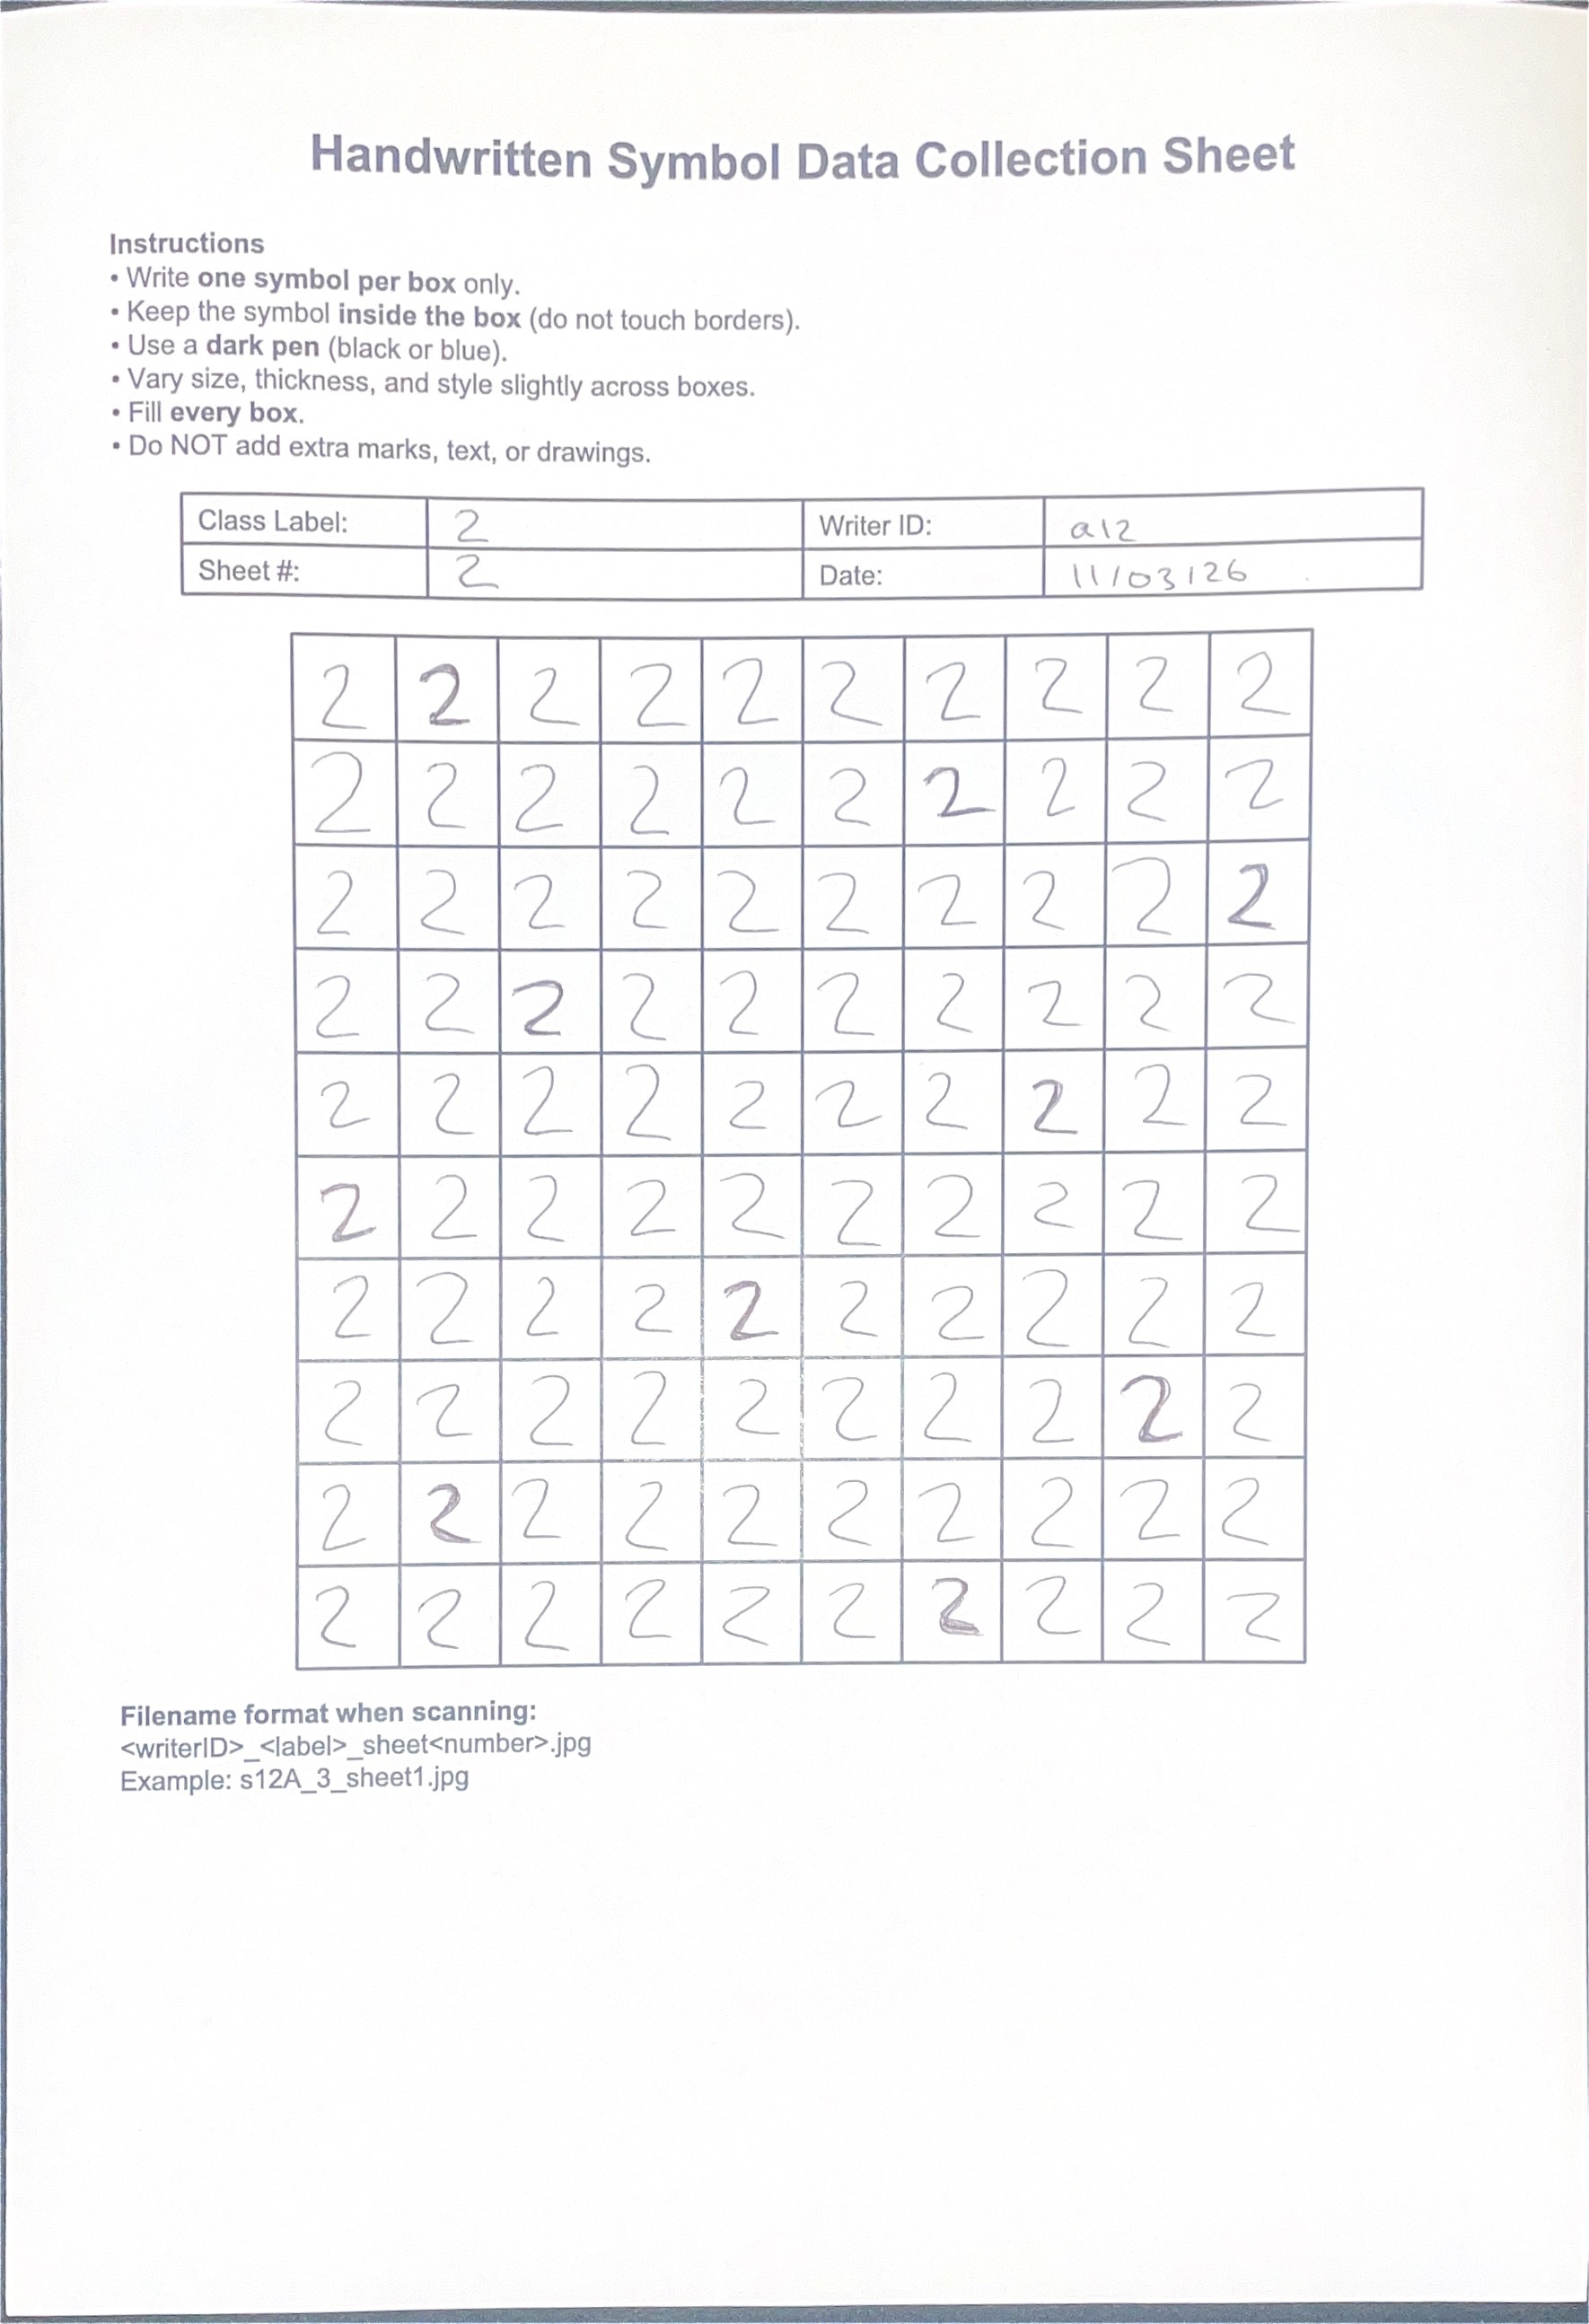 Handwritten Symbol Data Collection Sheet
Instructions
• Write one symbol per box only.
• Keep the symbol inside the box (do not touch borders).
• Use a dark pen (black or blue).
• Vary size, thickness, and style slightly across boxes.
• Fill every box.
• Do NOT add extra marks, text, or drawings.
Class Label: 2 Writer ID: a12
Sheet #: 2 Date: 11/03/26
2 2 2 2 2 2 2 2 2 2
2 2 2 2 2 2 2 2 2 2
2 2 2 2 2 2 2 2 2 2
2 2 2 2 2 2 2 2 2 2
2 2 2 2 2 2 2 2 2 2
2 2 2 2 2 2 2 2 2 2
2 2 2 2 2 2 2 2 2 2
2 2 2 2 2 2 2 2 2 2
2 2 2 2 2 2 2 2 2 2
2 2 2 2 2 2 2 2 2 2
Filename format when scanning:
<writerID>_<label>_sheet<number>.jpg
Example: s12A_3_sheet1.jpg